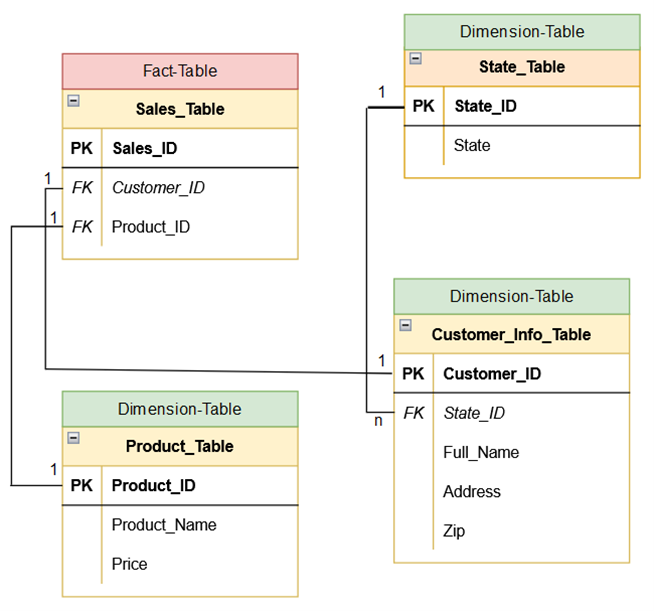 Fact-Table
Sales_Table
PK Sales_ID
1 FK Customer_ID
1 FK Product_ID
Dimension-Table
State_Table
1 PK State_ID
State
Dimension-Table
Customer_Info_Table
1 PK Customer_ID
n FK State_ID
Full_Name
Address
Zip
Dimension-Table
Product_Table
1 PK Product_ID
Product_Name
Price